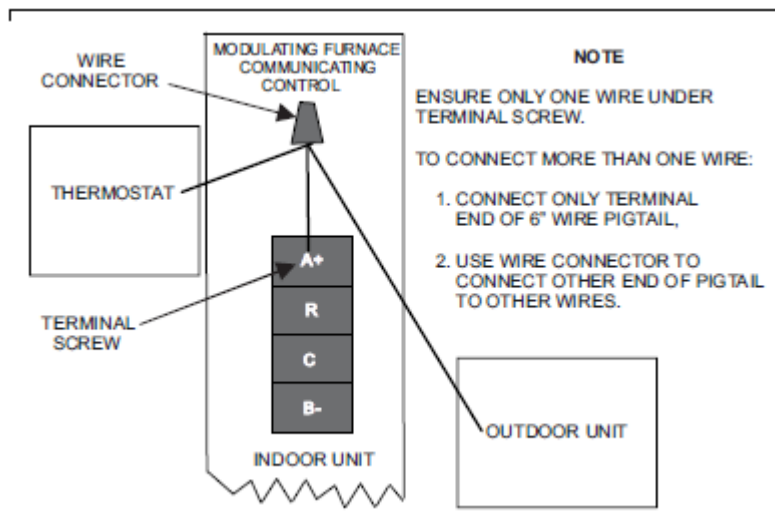 WIRE
CONNECTOR
MODULATING FURNACE
COMMUNICATING
CONTROL
THERMOSTAT
A+
R
C
B-
TERMINAL
SCREW
INDOOR UNIT
OUTDOOR UNIT
NOTE
ENSURE ONLY ONE WIRE UNDER
TERMINAL SCREW.
TO CONNECT MORE THAN ONE WIRE:
1. CONNECT ONLY TERMINAL
END OF 6" WIRE PIGTAIL,
2. USE WIRE CONNECTOR TO
CONNECT OTHER END OF PIGTAIL
TO OTHER WIRES.